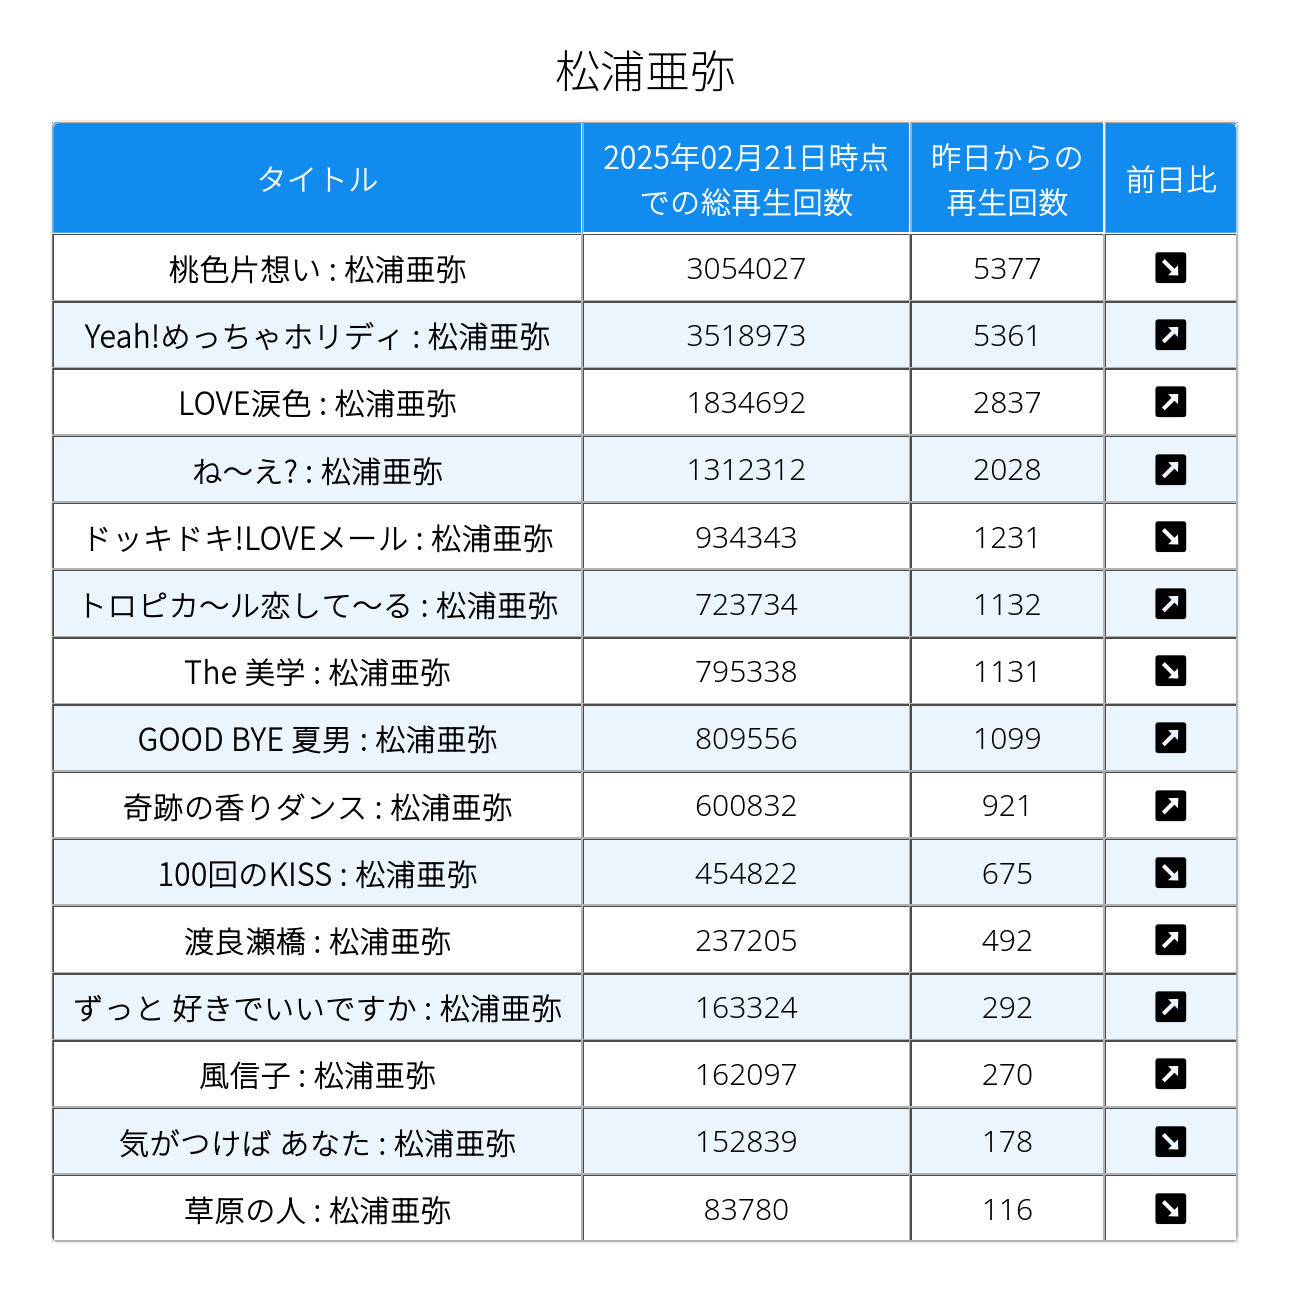 松浦亜弥
タイトル
2025年02月21日時点
での総再生回数
昨日からの
再生回数
前日比
桃色片想い : 松浦亜弥 3054027 5377
Yeah!めっちゃホリディ : 松浦亜弥 3518973 5361
LOVE涙色 : 松浦亜弥 1834692 2837
ね〜え? : 松浦亜弥 1312312 2028
ドッキドキ!LOVEメール : 松浦亜弥 934343 1231
トロピカ〜ル恋して〜る : 松浦亜弥 723734 1132
The 美学 : 松浦亜弥 795338 1131
GOOD BYE 夏男 : 松浦亜弥 809556 1099
奇跡の香りダンス : 松浦亜弥 600832 921
100回のKISS : 松浦亜弥 454822 675
渡良瀬橋 : 松浦亜弥 237205 492
ずっと 好きでいいですか : 松浦亜弥 163324 292
風信子 : 松浦亜弥 162097 270
気がつけば あなた : 松浦亜弥 152839 178
草原の人 : 松浦亜弥 83780 116